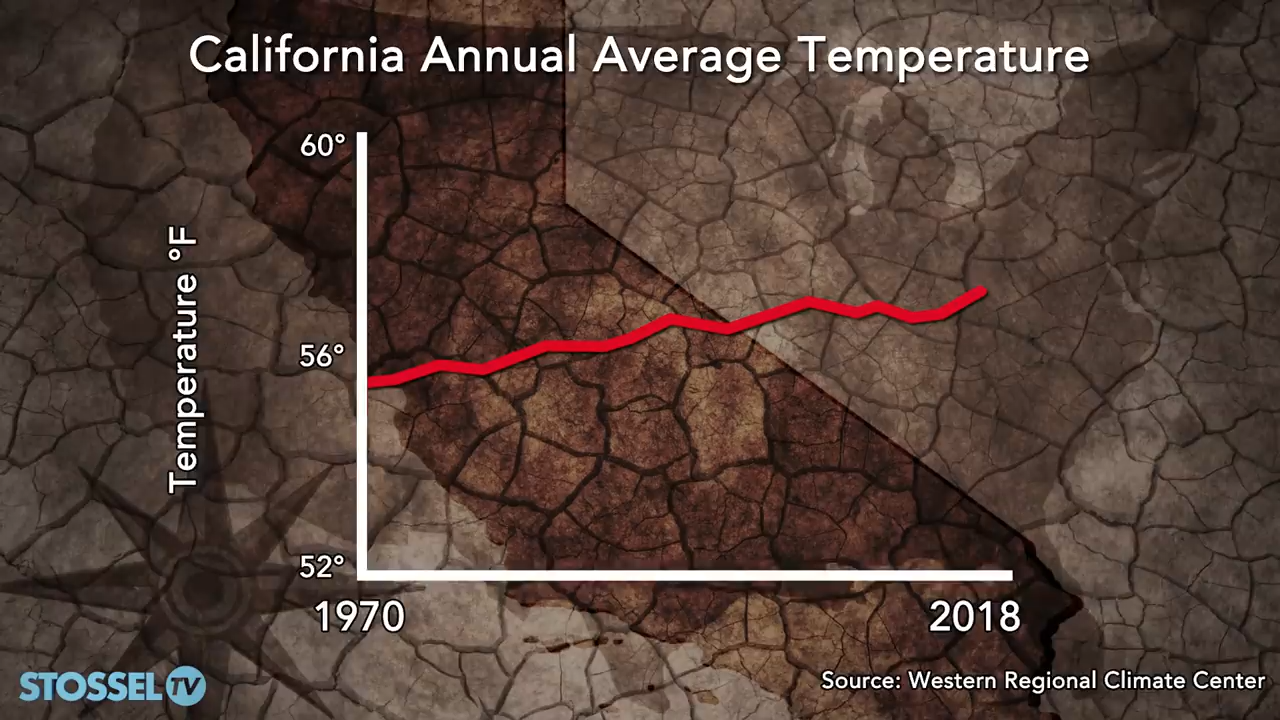 California Annual Average Temperature
60°
Temperature °F
56°
52°
1970
2018
STOSSEL TV
Source: Western Regional Climate Center